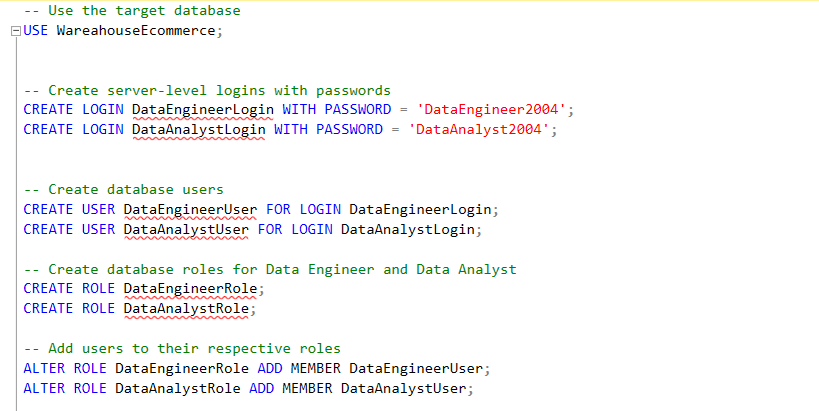 -- Use the target database
USE WareahouseEcommerce;
-- Create server-level logins with passwords
CREATE LOGIN DataEngineerLogin WITH PASSWORD = 'DataEngineer2004';
CREATE LOGIN DataAnalystLogin WITH PASSWORD = 'DataAnalyst2004';
-- Create database users
CREATE USER DataEngineerUser FOR LOGIN DataEngineerLogin;
CREATE USER DataAnalystUser FOR LOGIN DataAnalystLogin;
-- Create database roles for Data Engineer and Data Analyst
CREATE ROLE DataEngineerRole;
CREATE ROLE DataAnalystRole;
-- Add users to their respective roles
ALTER ROLE DataEngineerRole ADD MEMBER DataEngineerUser;
ALTER ROLE DataAnalystRole ADD MEMBER DataAnalystUser;